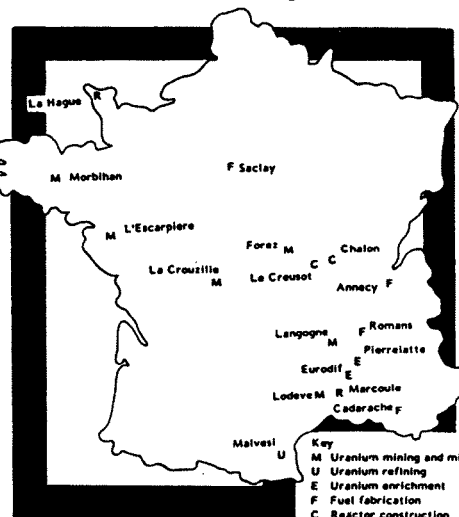 La Hague R
F Saclay
M Morbihan
M L'Escarpiere
Forez M
C C Chalon
La Crouzille M
Le Creusot
Annecy F
Langogne M
F Romans
E Pierrelatte
Eurodif E
Lodeve M R Marcoule
Cadarache F
Malvesi U
Key
M Uranium mining and
U Uranium refining
E Uranium enrichment
F Fuel fabrication
C Reactor construction